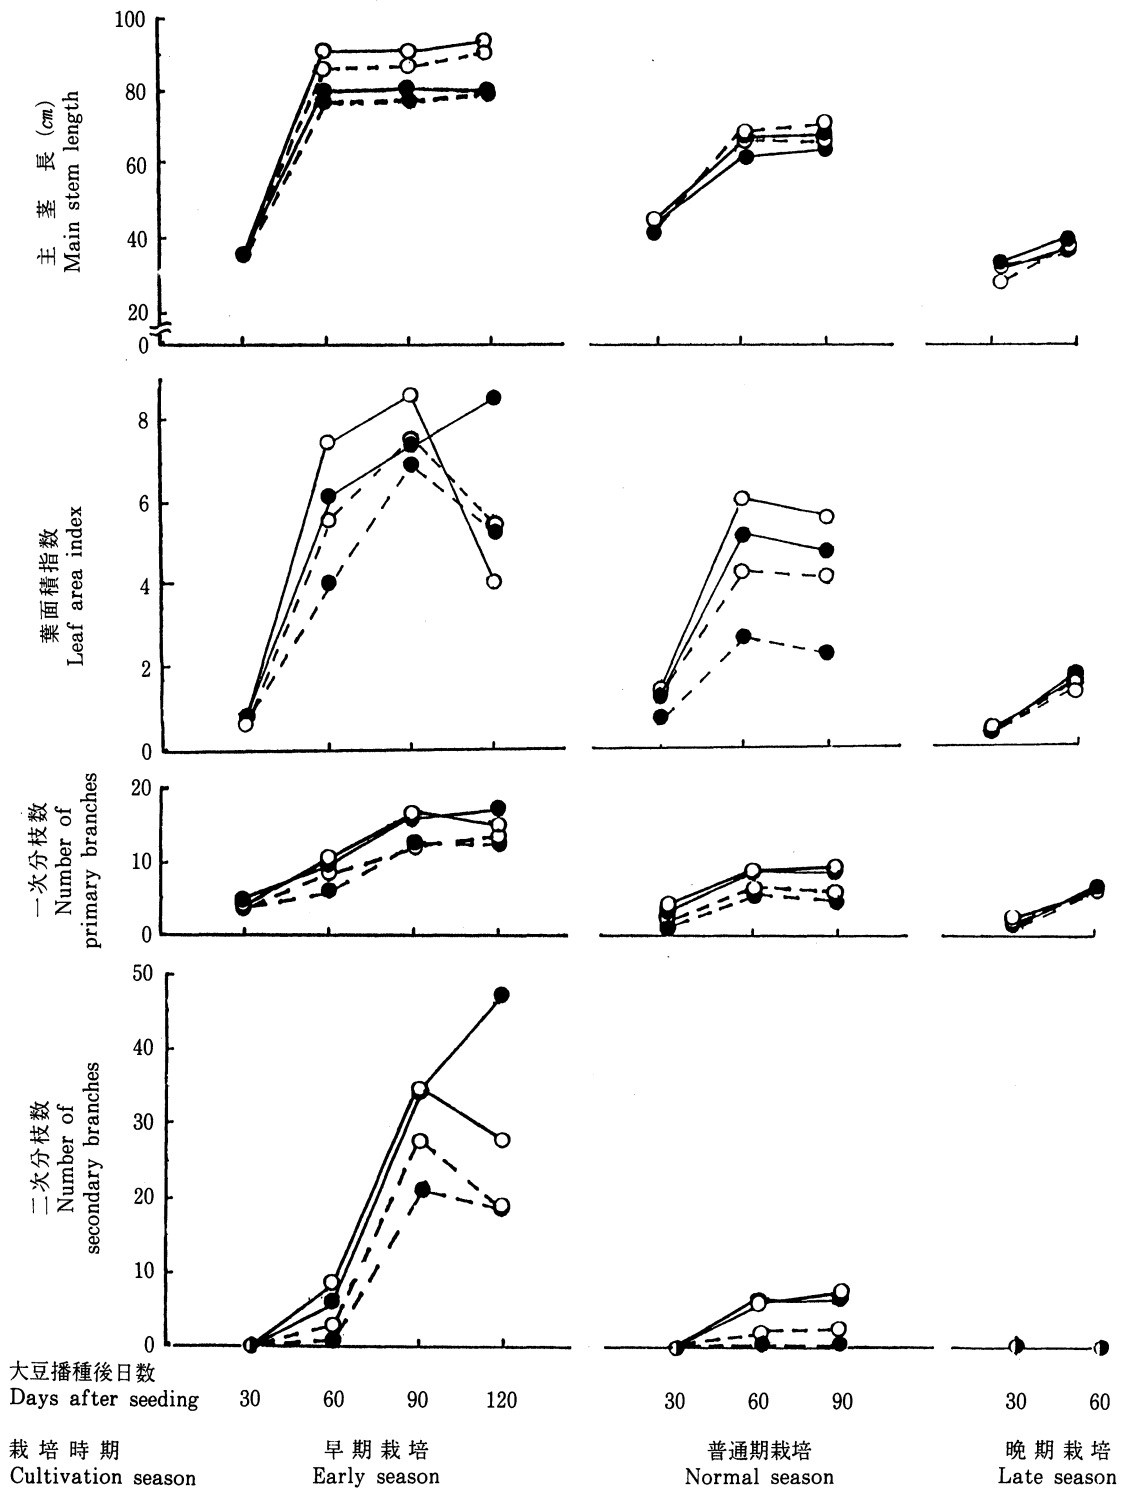 100
80
60
40
20
0
主茎長 (cm)
Main stem length
8
6
4
2
0
葉面積指数
Leaf area index
20
10
0
一次分枝数
Number of
primary branches
50
40
30
20
10
0
二次分枝数
Number of
secondary branches
大豆播種後日数
Days after seeding 30 60 90 120 30 60 90 30 60
栽培時期 早期栽培 普通期栽培 晩期栽培
Cultivation season Early season Normal season Late season